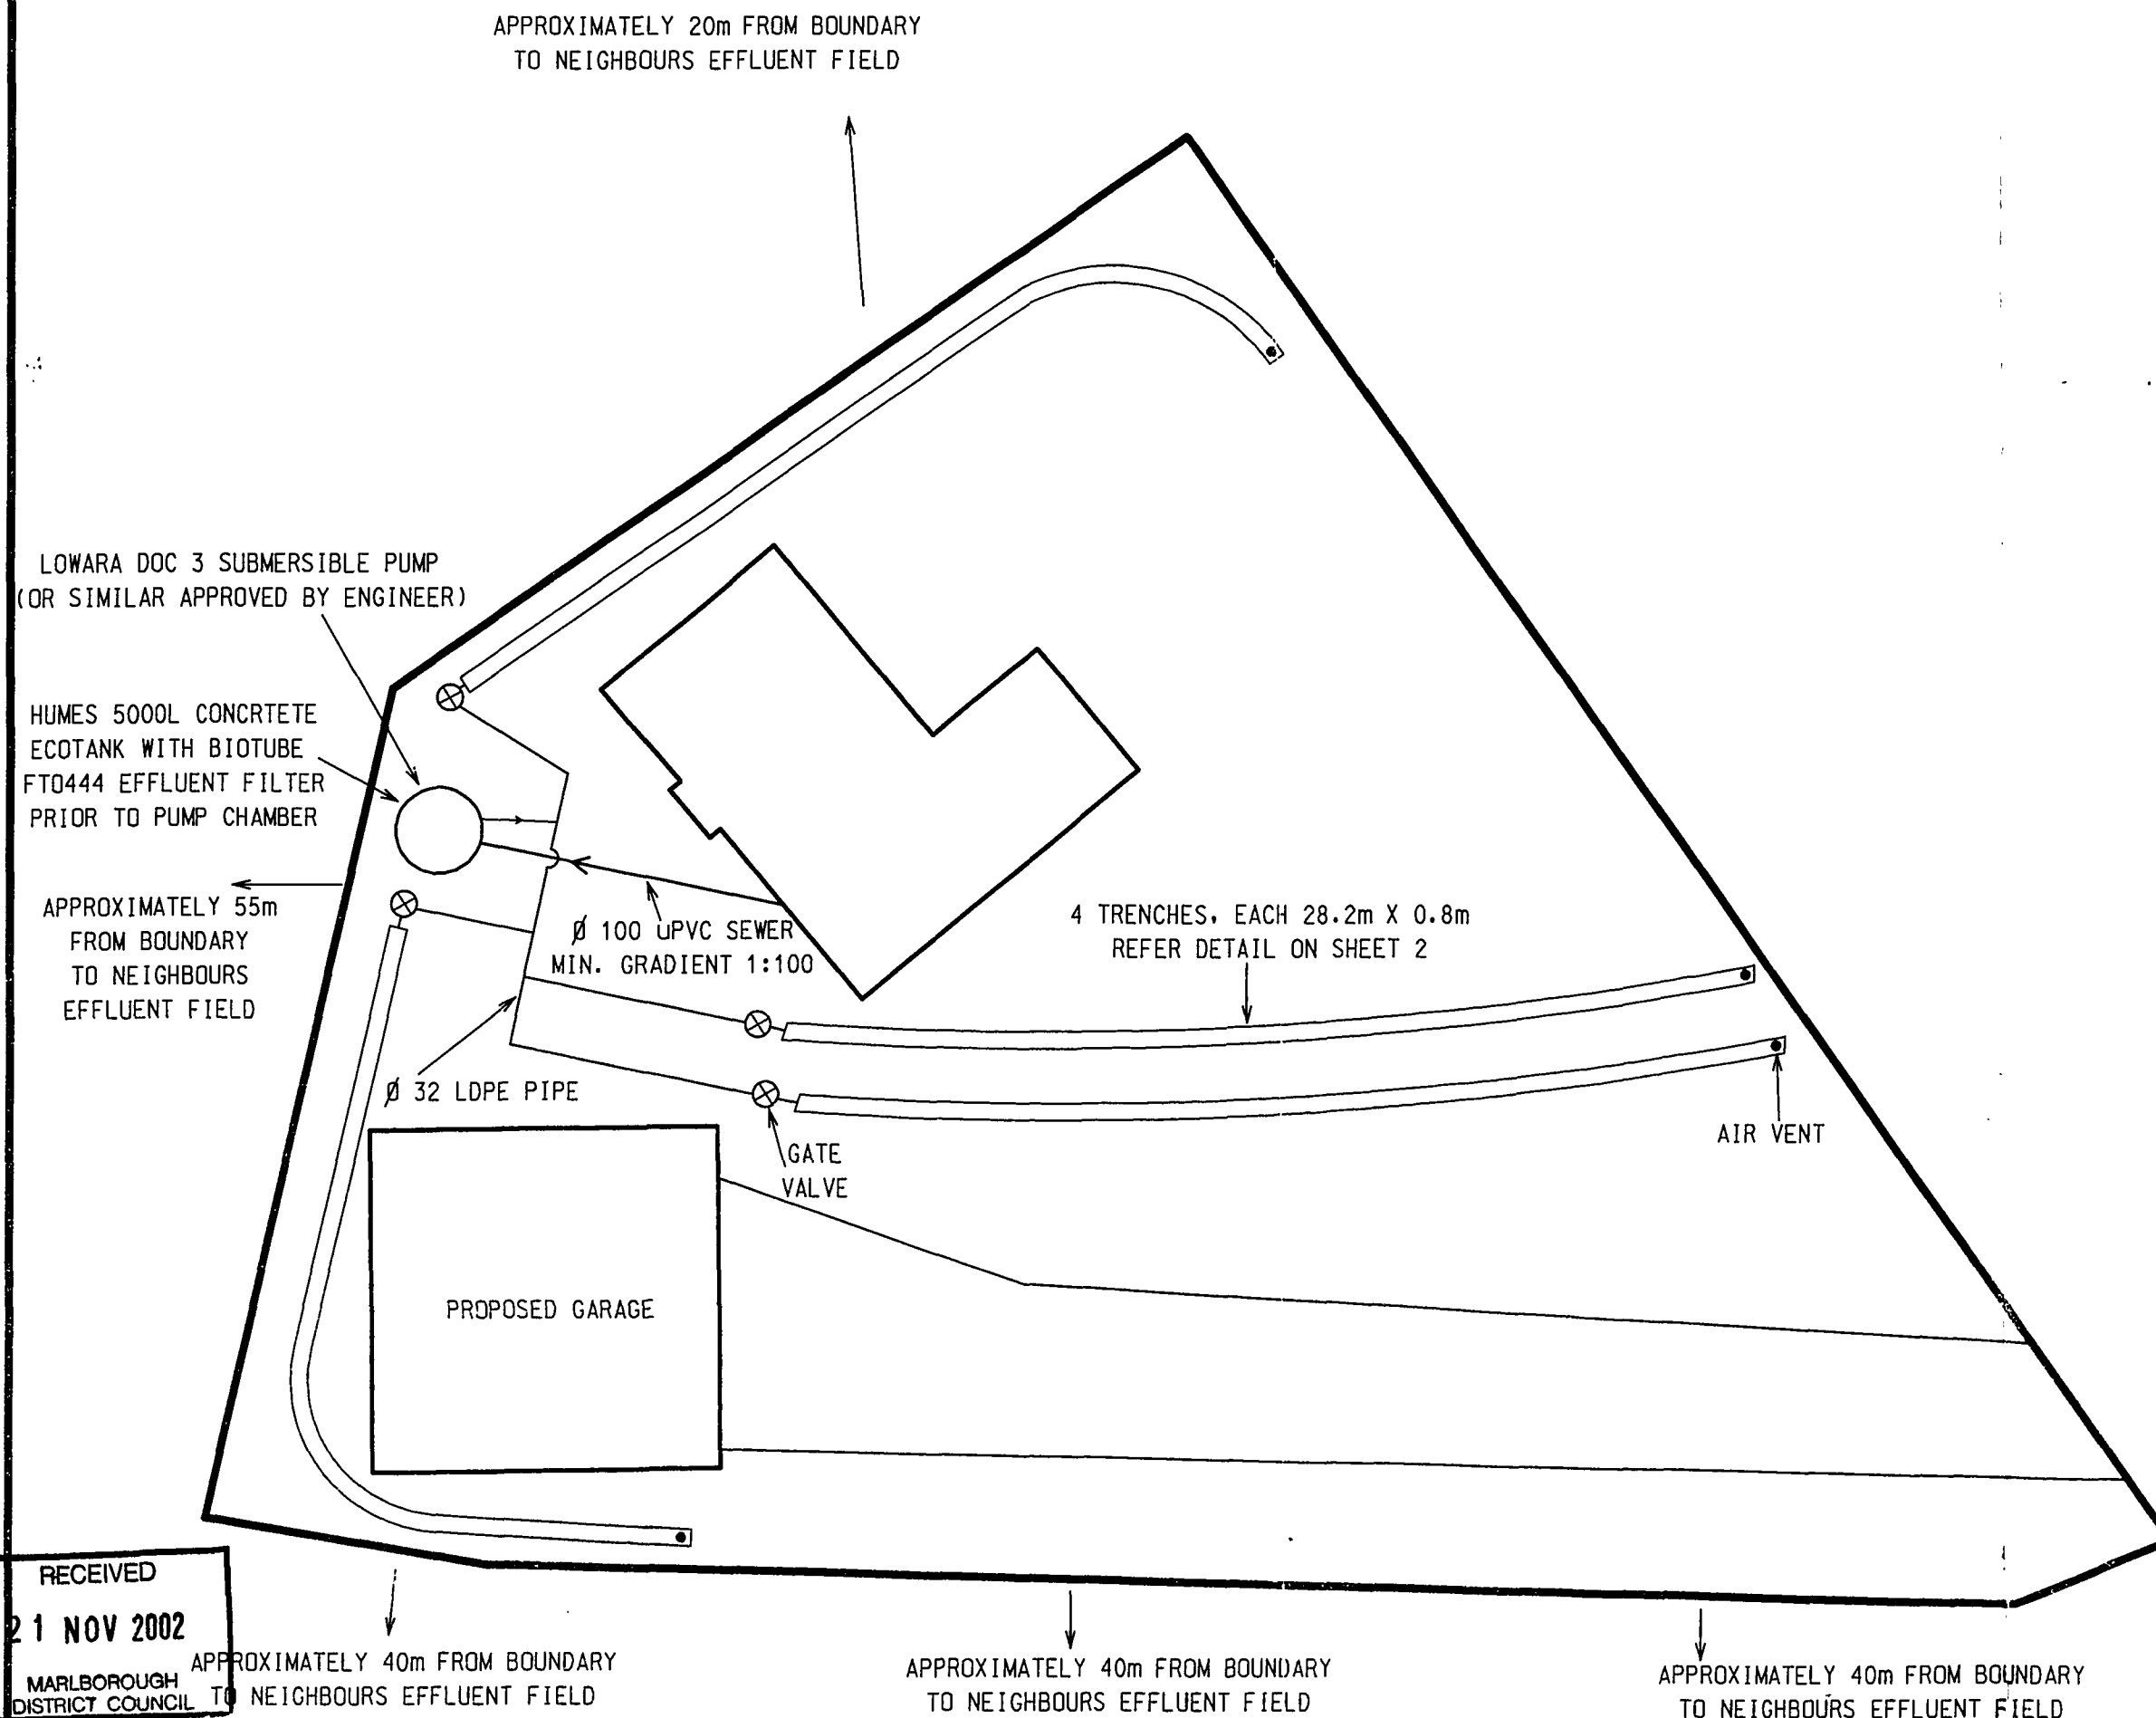 APPROXIMATELY 20m FROM BOUNDARY
TO NEIGHBOURS EFFLUENT FIELD
LOWARA DOC 3 SUBMERSIBLE PUMP
(OR SIMILAR APPROVED BY ENGINEER)
HUMES 5000L CONCRTETE
ECOTANK WITH BIOTUBE
FT0444 EFFLUENT FILTER
PRIOR TO PUMP CHAMBER
APPROXIMATELY 55m
FROM BOUNDARY
TO NEIGHBOURS
EFFLUENT FIELD
Ø 100 uPVC SEWER
MIN. GRADIENT 1:100
4 TRENCHES, EACH 28.2m X 0.8m
REFER DETAIL ON SHEET 2
Ø 32 LDPE PIPE
GATE
VALVE
AIR VENT
PROPOSED GARAGE
RECEIVED
21 NOV 2002
MARLBOROUGH
DISTRICT COUNCIL
APPROXIMATELY 40m FROM BOUNDARY
TO NEIGHBOURS EFFLUENT FIELD
APPROXIMATELY 40m FROM BOUNDARY
TO NEIGHBOURS EFFLUENT FIELD
APPROXIMATELY 40m FROM BOUNDARY
TO NEIGHBOURS EFFLUENT FIELD